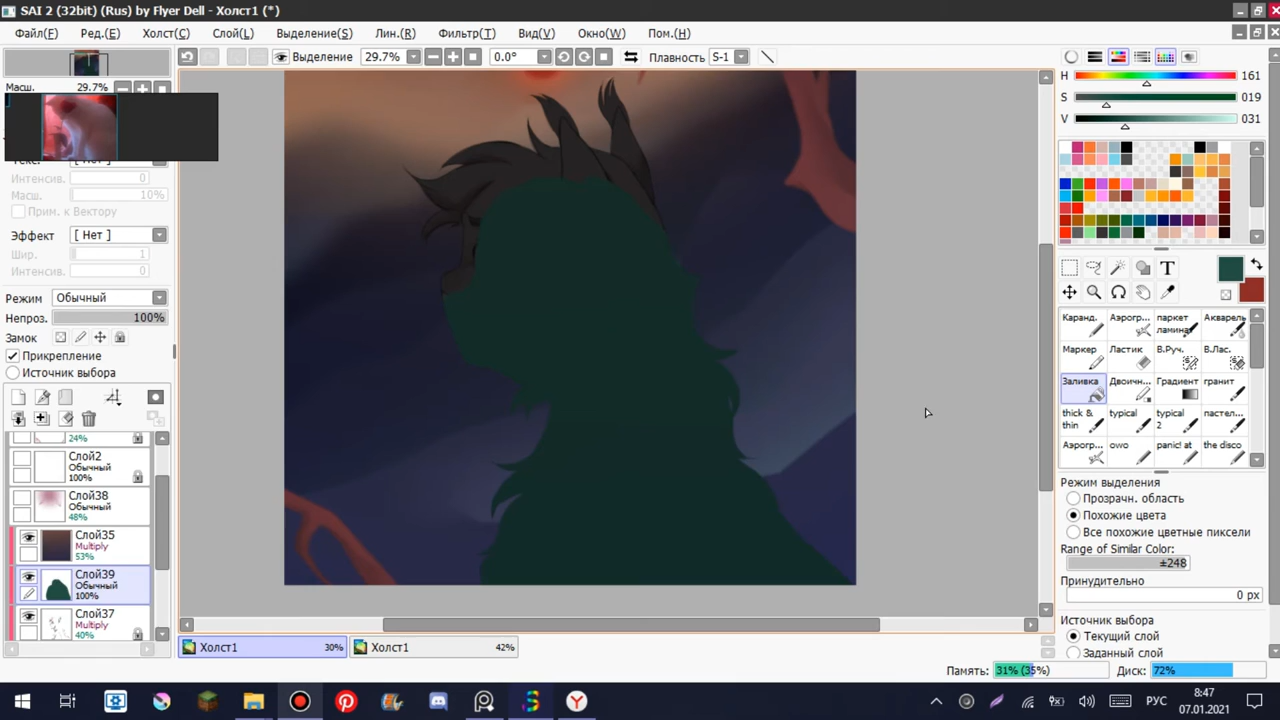 SAI 2 (32bit) (Rus) by Flyer Dell - Холст1 (*)
Файл(F) Ред.(E) Холст(C) Слой(L) Выделение(S) Лин.(R) Фильтр(T) Вид(V) Окно(W) Пом.(H)
Выделение 29.7% 0.0° Плавность S-1
Масш. 29.7%
[ Нет ]
Интенсив. 0
Масш. 10%
Прим. к Вектору
Эффект [ Нет ]
Шир. 1
Интенсив. 0
Режим Обычный
Непроз. 100%
Замок
Прикрепление
Источник выбора
24%
Слой2
Обычный
100%
Слой38
Обычный
48%
Слой35
Multiply
53%
Слой39
Обычный
100%
Слой37
Multiply
40%
H 161
S 019
V 031
T
Каранд. Аэрогр... паркет ламина Акварель
Маркер Ластик В.Руч. В.Лас.
Заливка Двоичн... Градиент гранит
thick & thin typical typical 2 пастел...
Аэрогр... owo panic! at the disco
Режим выделения
Прозрачн. область
Похожие цвета
Все похожие цветные пиксели
Range of Similar Color:
±248
Принудительно
0 px
Источник выбора
Текущий слой
Заданный слой
Холст1 30% Холст1 42%
Память: 31% (35%) Диск: 72%
РУС 8:47
07.01.2021